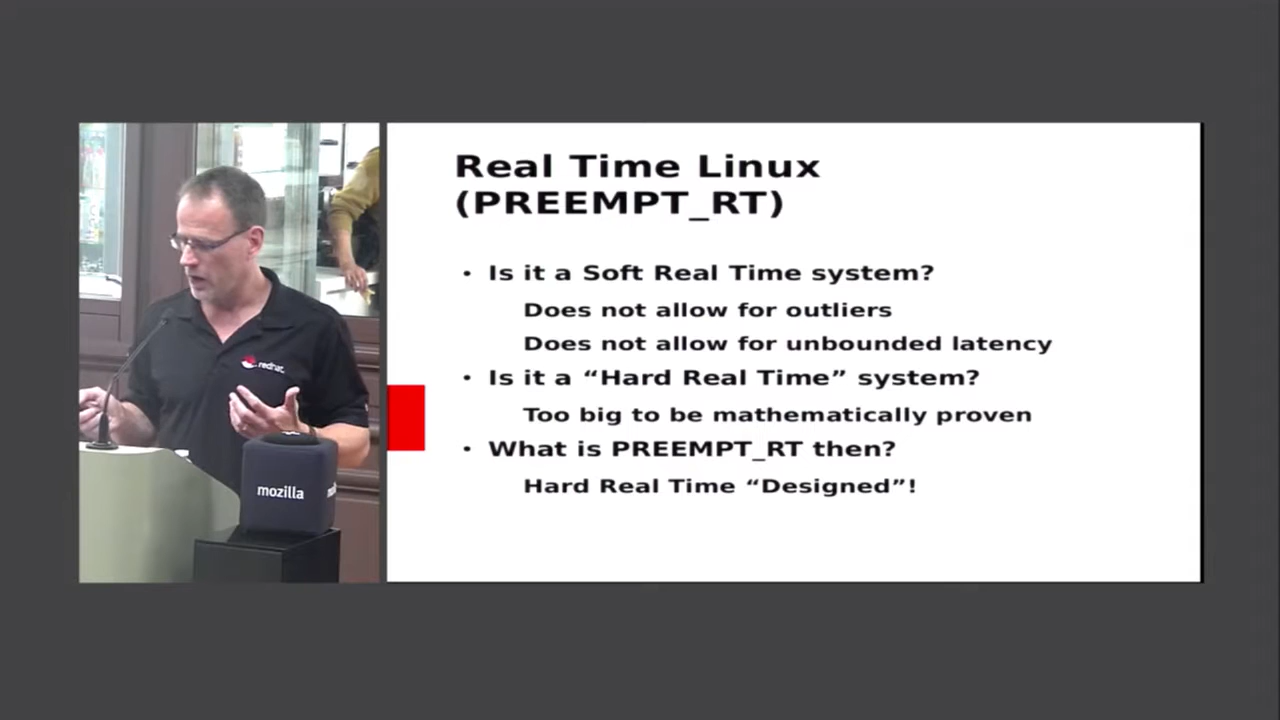 Real Time Linux
(PREEMPT_RT)
• Is it a Soft Real Time system?
Does not allow for outliers
Does not allow for unbounded latency
• Is it a “Hard Real Time” system?
Too big to be mathematically proven
• What is PREEMPT_RT then?
Hard Real Time “Designed”!
redhat.
mozilla